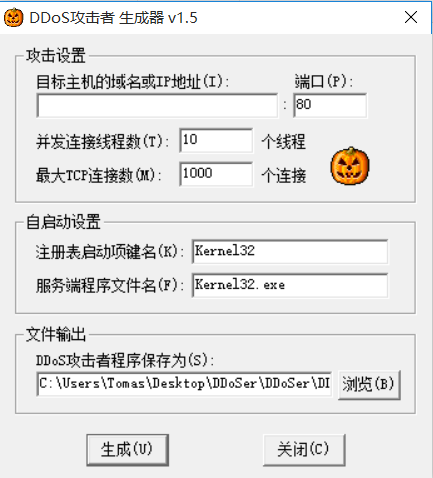 DDoS攻击者 生成器 v1.5
攻击设置
目标主机的域名或IP地址(I): 端口(P):
: 80
并发连接线程数(T): 10 个线程
最大TCP连接数(M): 1000 个连接
自启动设置
注册表启动项键名(K): Kernel32
服务端程序文件名(F): Kernel32.exe
文件输出
DDoS攻击者程序保存为(S):
C:\Users\Tomas\Desktop\DDoSer\DDoSer\DI 浏览(B)
生成(U) 关闭(C)